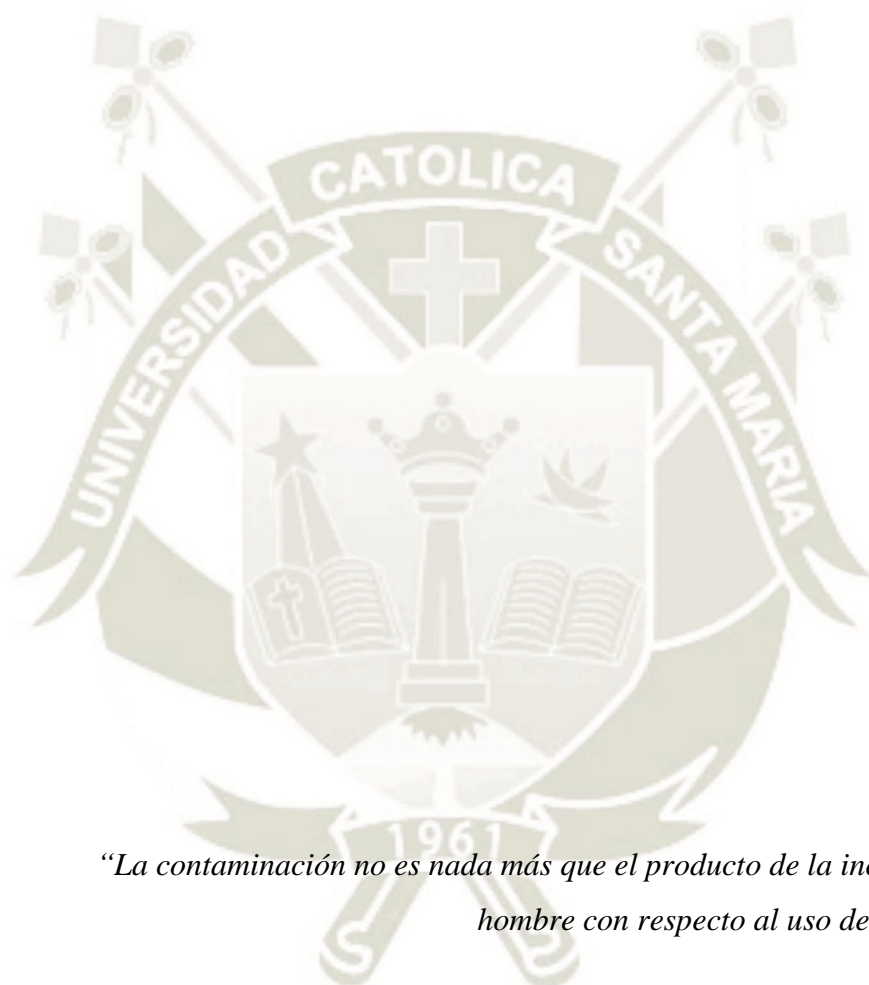 CATOLICA
UNIVERSIDAD
SANTA MARIA
1961
“La contaminación no es nada más que el producto de la
hombre con respecto al uso de